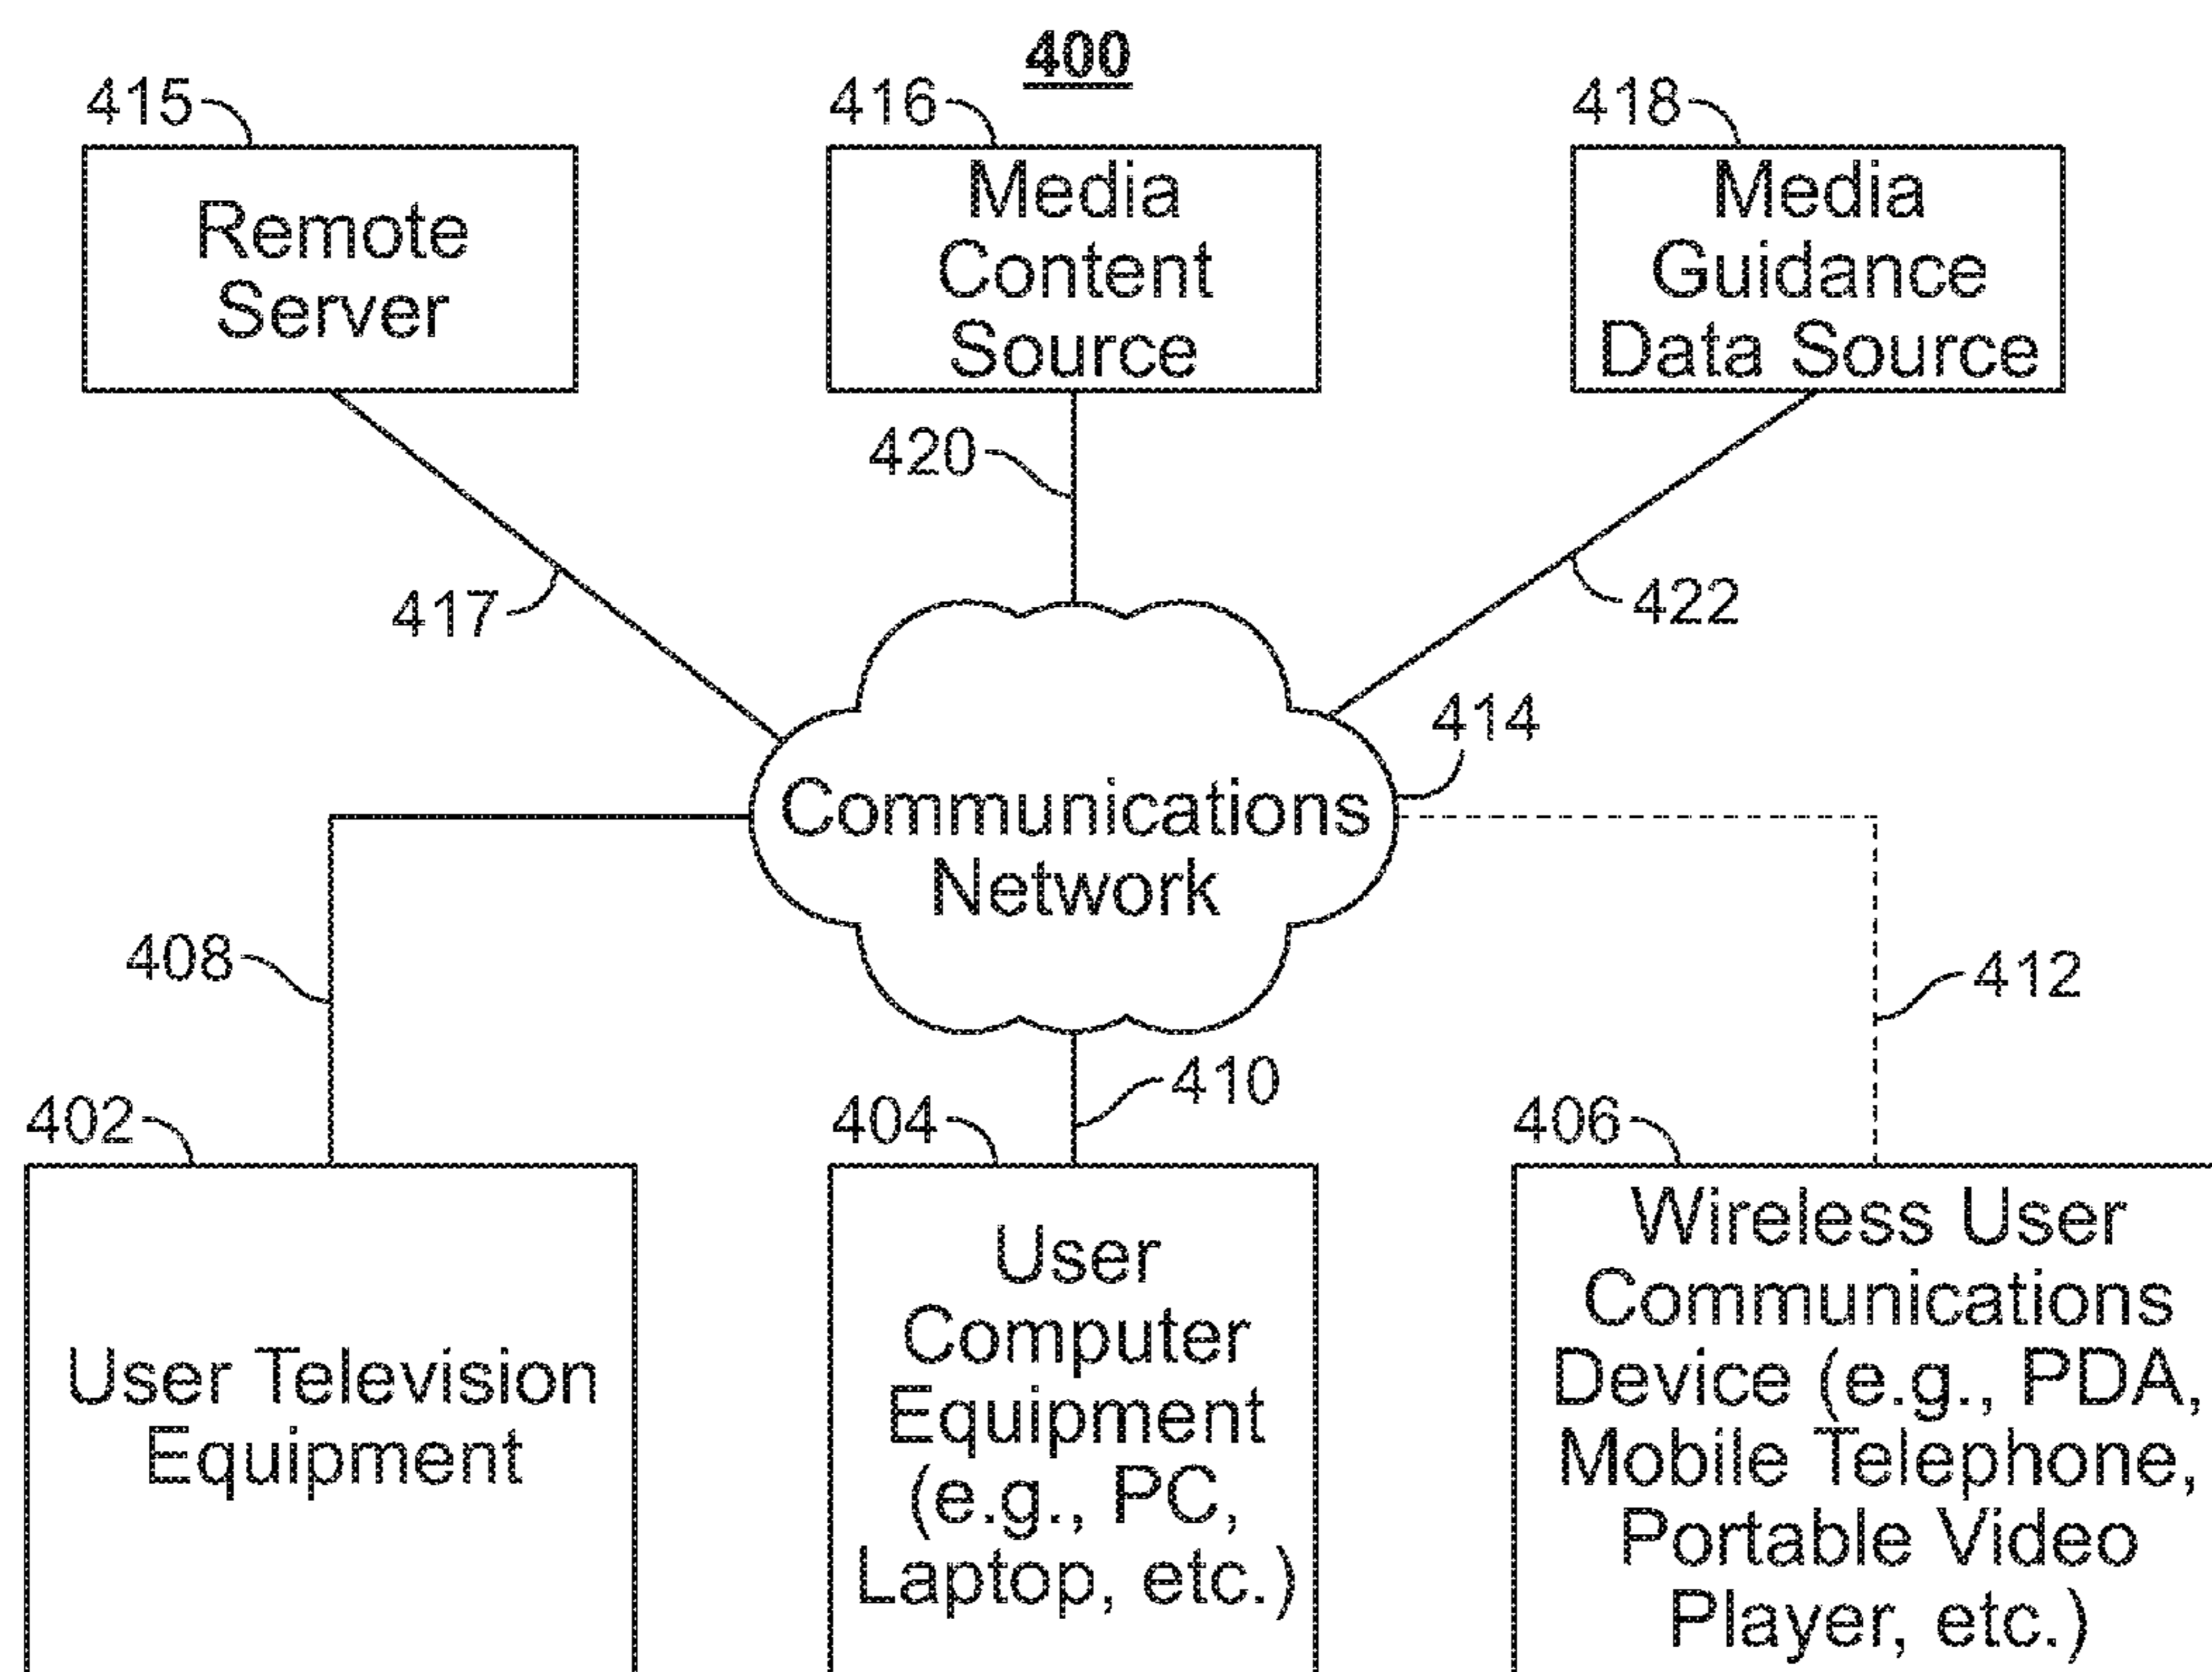 400
415
416
418
Remote
Server
Media
Content
Source
Media
Guidance
Data Source
420
417
422
414
Communications
Network
408
412
410
402
404
406
User Television
Equipment
User
Computer
Equipment
(e.g., PC,
Laptop, etc.)
Wireless User
Communications
Device (e.g., PDA,
Mobile Telephone,
Portable Video
Player, etc.)